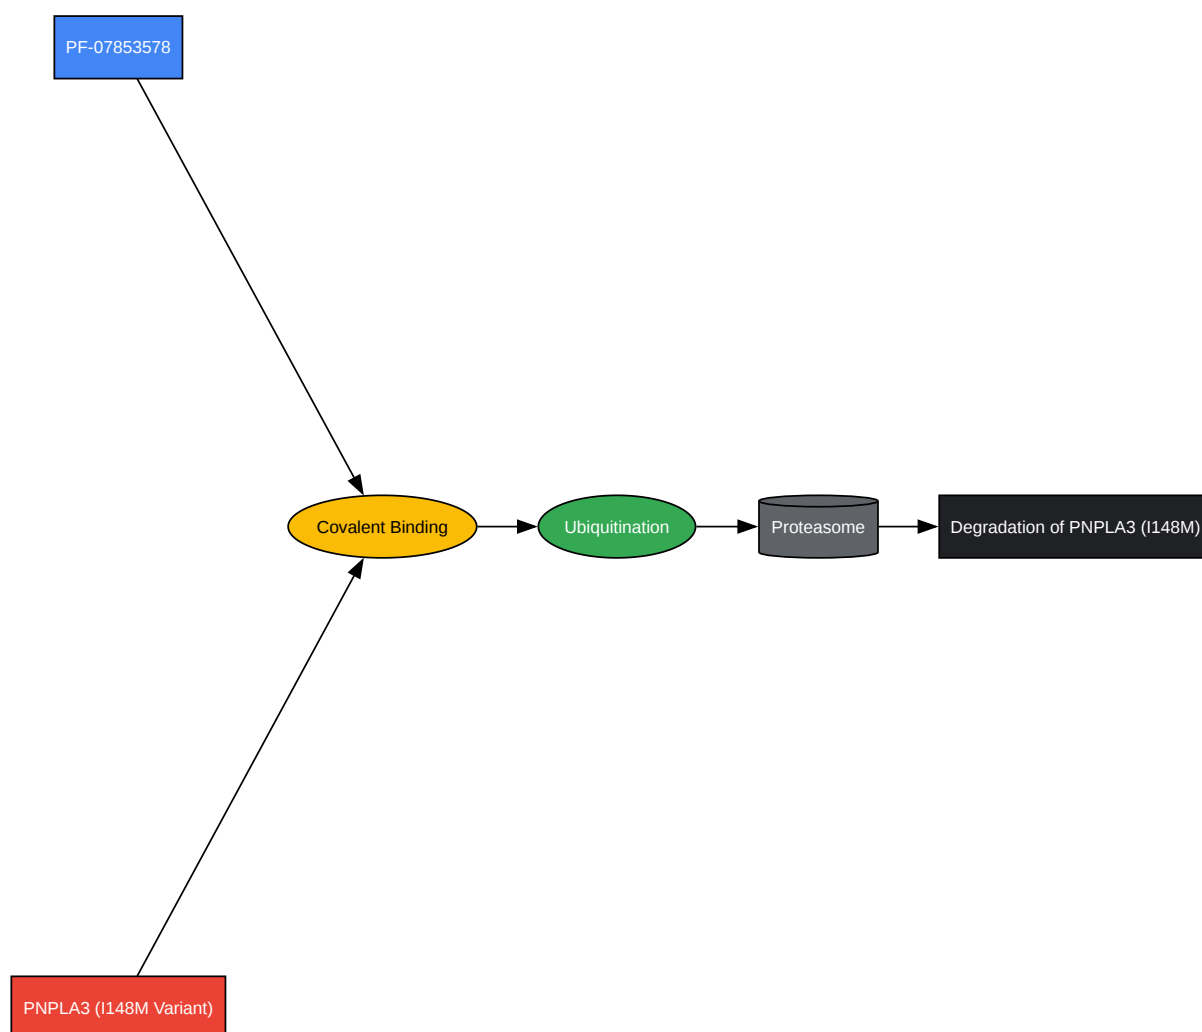 PF-07853578
Covalent Binding
Ubiquitination
Proteasome
Degradation of PNPLA3 (I148M)
PNPLA3 (I148M Variant)